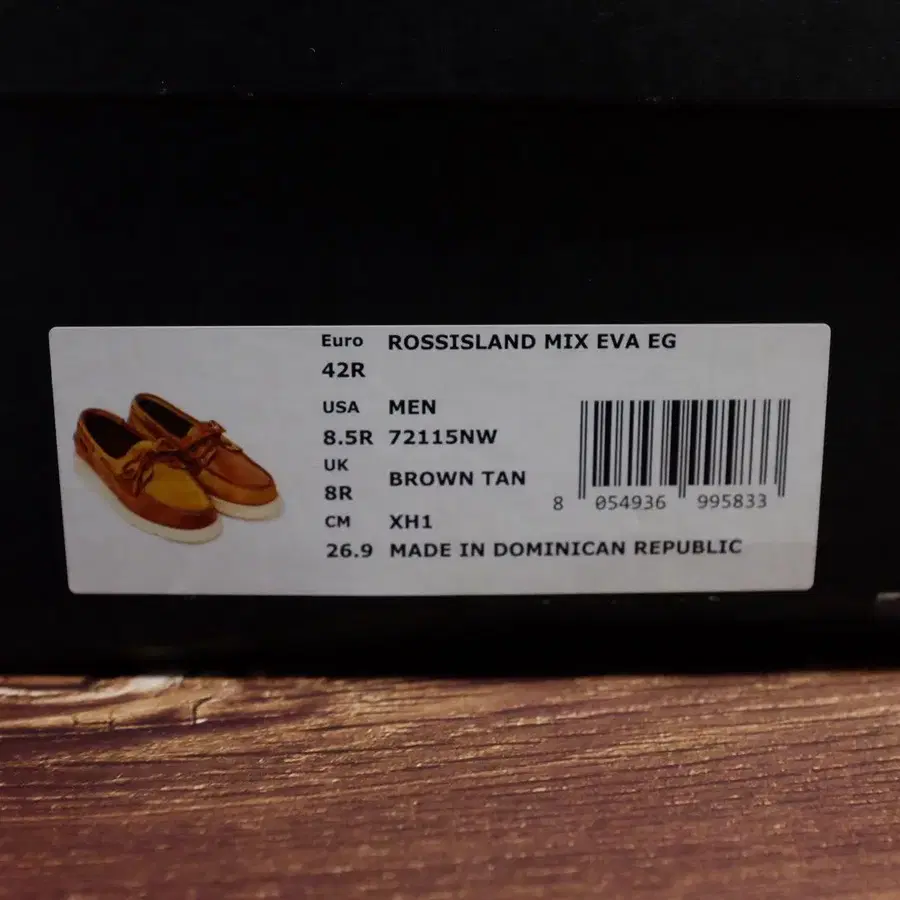 Euro ROSSISLAND MIX EVA EG
42R
USA MEN
8.5R 72115NW
UK
8R BROWN TAN
CM XH1
26.9 MADE IN DOMINICAN REPUBLIC
8 054936 995833